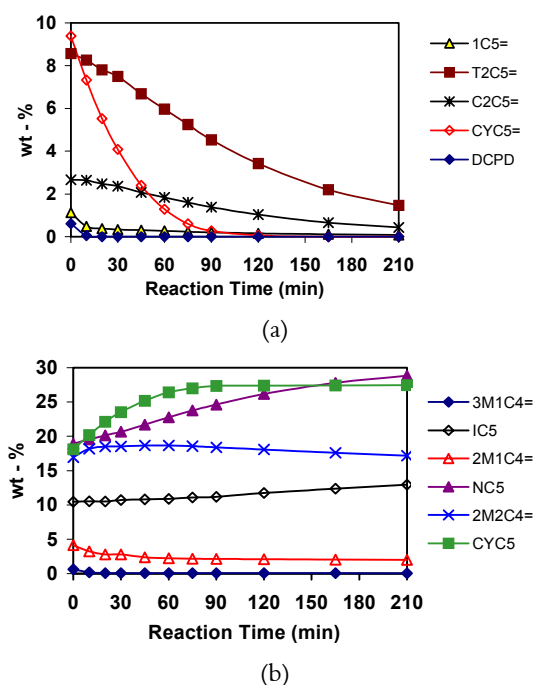 10
8
6
4
2
0
wt - %
0 30 60 90 120 150 180 210
Reaction Time (min)
1C5=
T2C5=
C2C5=
CYC5=
DCPD
(a)
30
25
20
15
10
5
0
wt - %
0 30 60 90 120 150 180 210
Reaction Time (min)
3M1C4=
IC5
2M1C4=
NC5
2M2C4=
CYC5
(b)